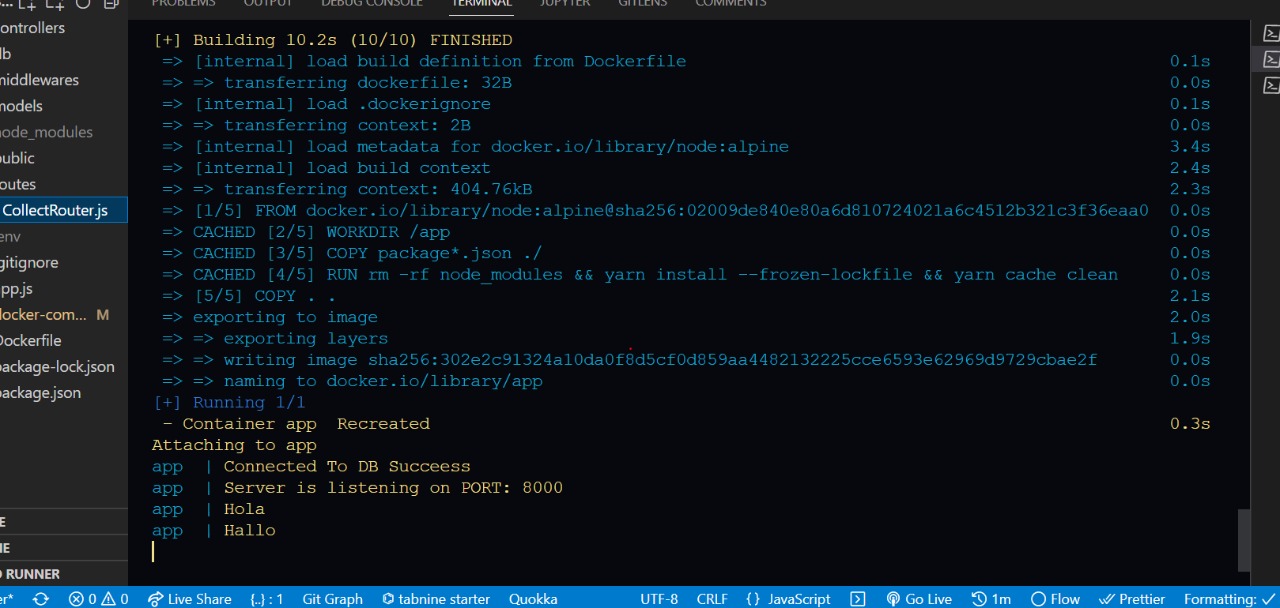 PROBLEMS OUTPUT DEBUG CONSOLE TERMINAL JUPYTER GITLENS COMMENTS
ontrollers
lb
niddlewares
nodels
node_modules
public
outes
CollectRouter.js
env
gitignore
pp.js
docker-com... M
Dockerfile
package-lock.json
package.json
E
NE
O RUNNER
[+] Building 10.2s (10/10) FINISHED
=> [internal] load build definition from Dockerfile 0.1s
=> => transferring dockerfile: 32B 0.0s
=> [internal] load .dockerignore 0.1s
=> => transferring context: 2B 0.0s
=> [internal] load metadata for docker.io/library/node:alpine 3.4s
=> [internal] load build context 2.4s
=> => transferring context: 404.76kB 2.3s
=> [1/5] FROM docker.io/library/node:alpine@sha256:02009de840e80a6d810724021a6c4512b321c3f36eaa0 0.0s
=> CACHED [2/5] WORKDIR /app 0.0s
=> CACHED [3/5] COPY package*.json ./ 0.0s
=> CACHED [4/5] RUN rm -rf node_modules && yarn install --frozen-lockfile && yarn cache clean 0.0s
=> [5/5] COPY . . 2.1s
=> exporting to image 2.0s
=> => exporting layers 1.9s
=> => writing image sha256:302e2c91324a10da0f8d5cf0d859aa4482132225cce6593e62969d9729cbae2f 0.0s
=> => naming to docker.io/library/app 0.0s
[+] Running 1/1
- Container app Recreated 0.3s
Attaching to app
app | Connected To DB Succeess
app | Server is listening on PORT: 8000
app | Hola
app | Hallo
er* 0 0 Live Share {..} : 1 Git Graph tabnine starter Quokka UTF-8 CRLF {} JavaScript Go Live 1m Flow Prettier Formatting: ✓